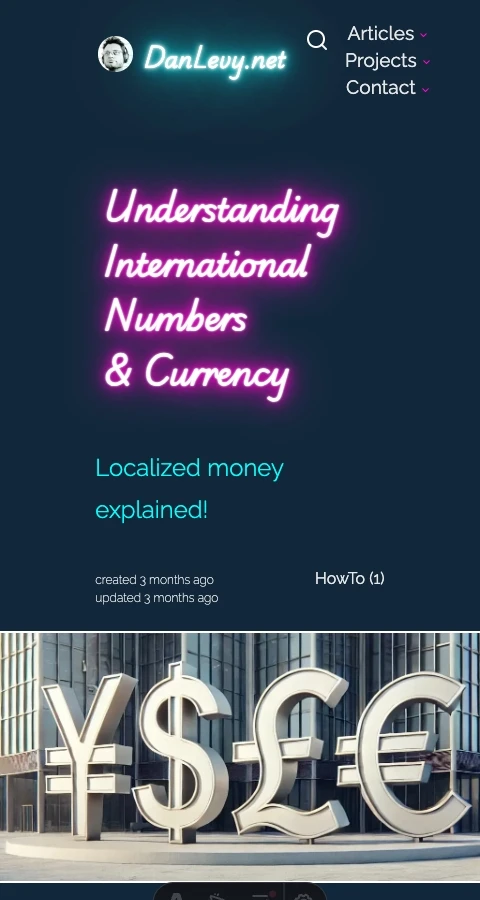 DanLevy.net
Articles
Projects
Contact
Understanding
International
Numbers
& Currency
Localized money
explained!
created 3 months ago
updated 3 months ago
HowTo (1)
¥$£€